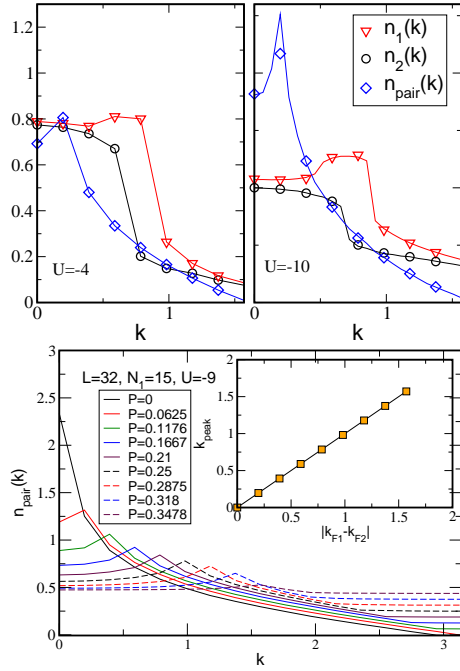 1.2
1
0.8
0.6
0.4
0.2
0
U=-4
0
1
k
n1(k)
n2(k)
npair(k)
U=-10
0
1
k
3
2.5
2
1.5
1
0.5
0
npair(k)
L=32, N1=15, U=-9
P=0
P=0.0625
P=0.1176
P=0.1667
P=0.21
P=0.25
P=0.2875
P=0.318
P=0.3478
2
1.5
1
0.5
0
kpeak
0
0.5
1
1.5
2
|kF1-kF2|
0
1
2
3
k